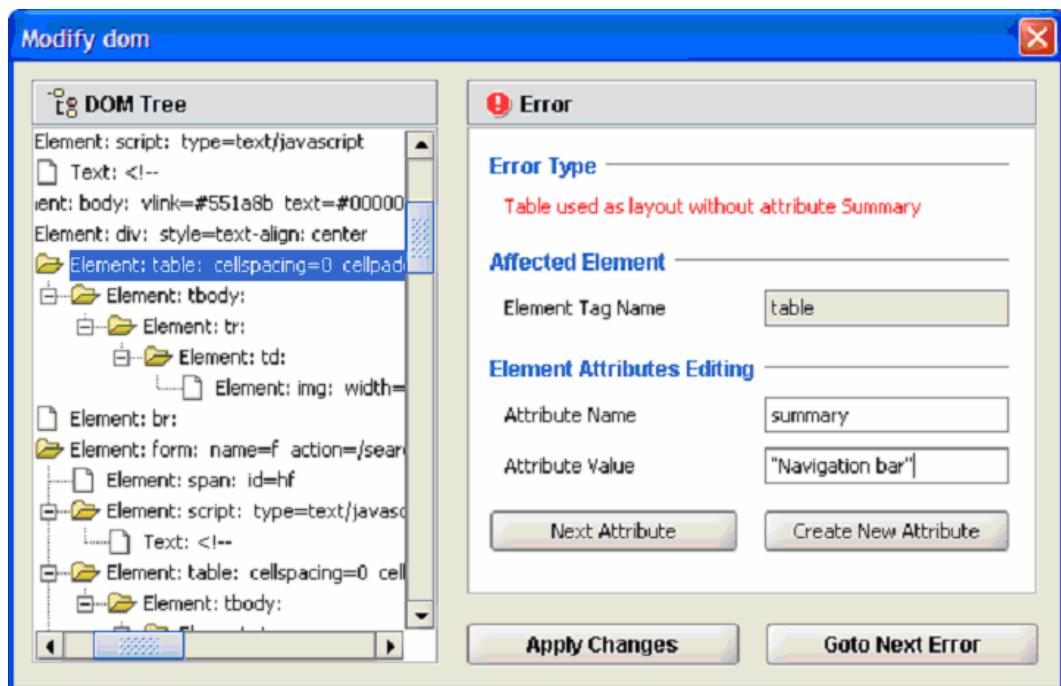 Modify dom
DOM Tree
Element: script: type=text/javascript
Text: <!--
ent: body: vlink=#551a8b text=#00000
Element: div: style=text-align: center
Element: table: cellspacing=0 cellpad
Element: tbody:
Element: tr:
Element: td:
Element: img: width=
Element: br:
Element: form: name=f action=/sear
Element: span: id=hf
Element: script: type=text/javasc
Text: <!--
Element: table: cellspacing=0 cel
Element: tbody:
Error
Error Type
Table used as layout without attribute Summary
Affected Element
Element Tag Name table
Element Attributes Editing
Attribute Name summary
Attribute Value "Navigation bar"
Next Attribute Create New Attribute
Apply Changes Goto Next Error